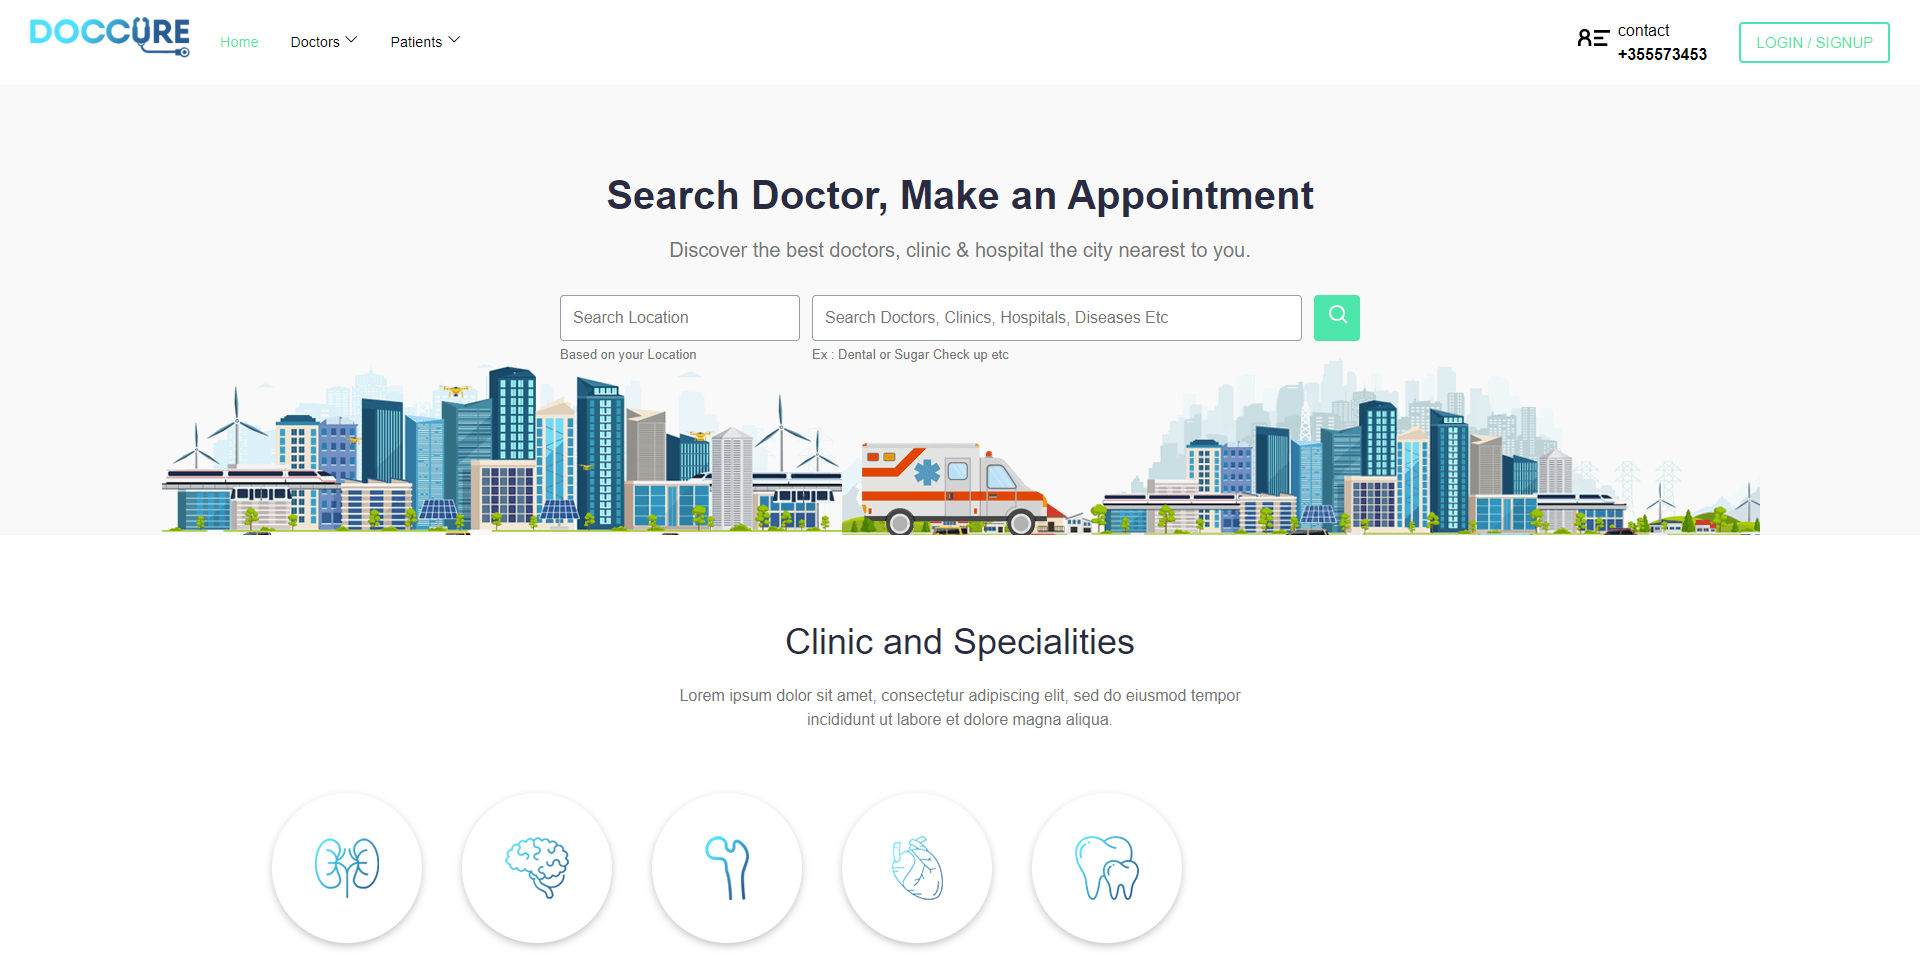 DOCCURE
Home Doctors Patients
contact
+355573453
LOGIN / SIGNUP
Search Doctor, Make an Appointment
Discover the best doctors, clinic & hospital the city nearest to you.
Search Location
Search Doctors, Clinics, Hospitals, Diseases Etc
Based on your Location
Ex : Dental or Sugar Check up etc
Clinic and Specialities
Lorem ipsum dolor sit amet, consectetur adipiscing elit, sed do eiusmod tempor
incididunt ut labore et dolore magna aliqua.